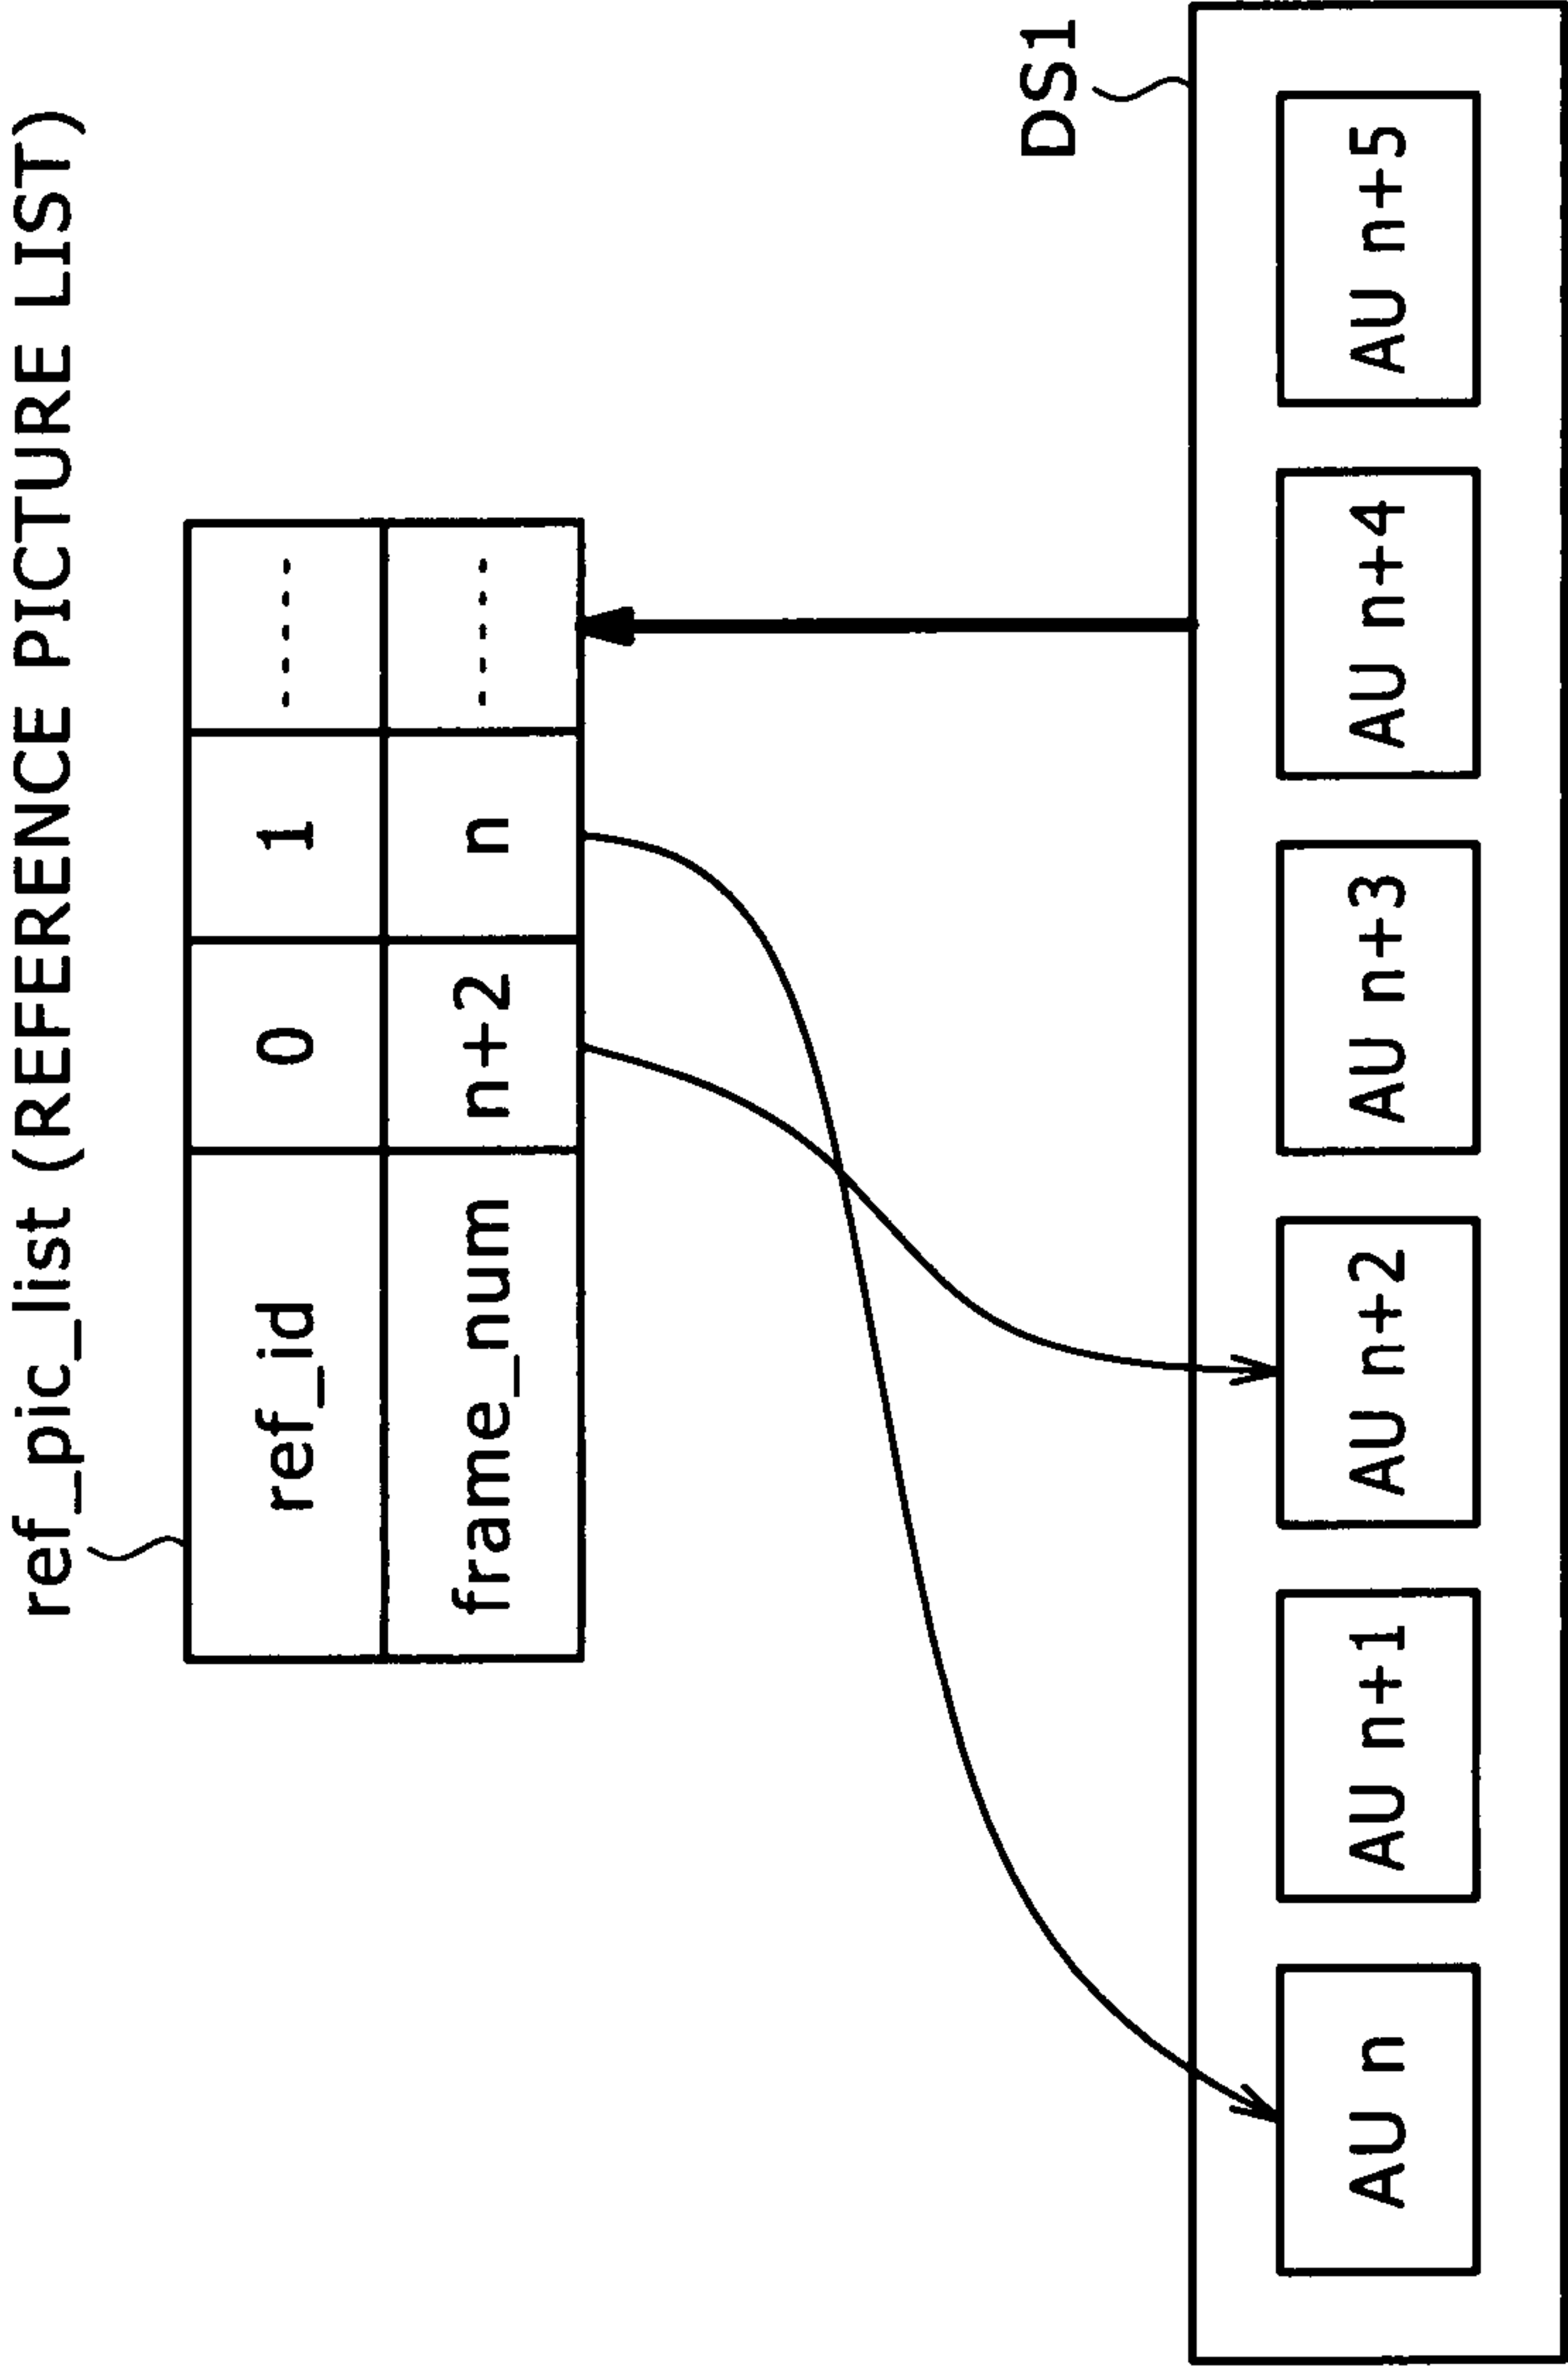 ref_pic_list (REFERENCE PICTURE LIST)
ref_id 0 1 -----
frame_num n+2 n -----
DS1
AU n AU n+1 AU n+2 AU n+3 AU n+4 AU n+5